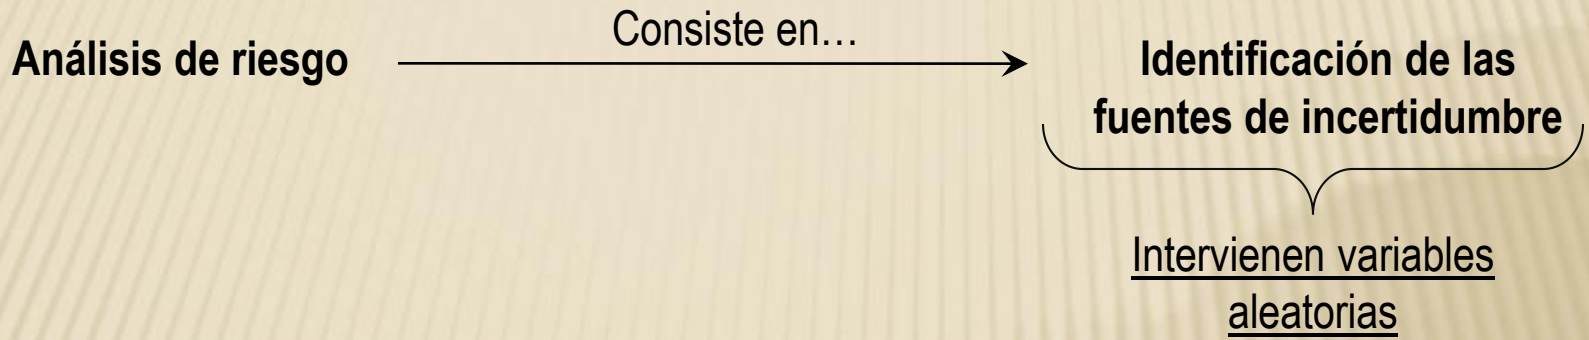 Análisis de riesgo
Consiste en…
Identificación de las
fuentes de incertidumbre
Intervienen variables
aleatorias